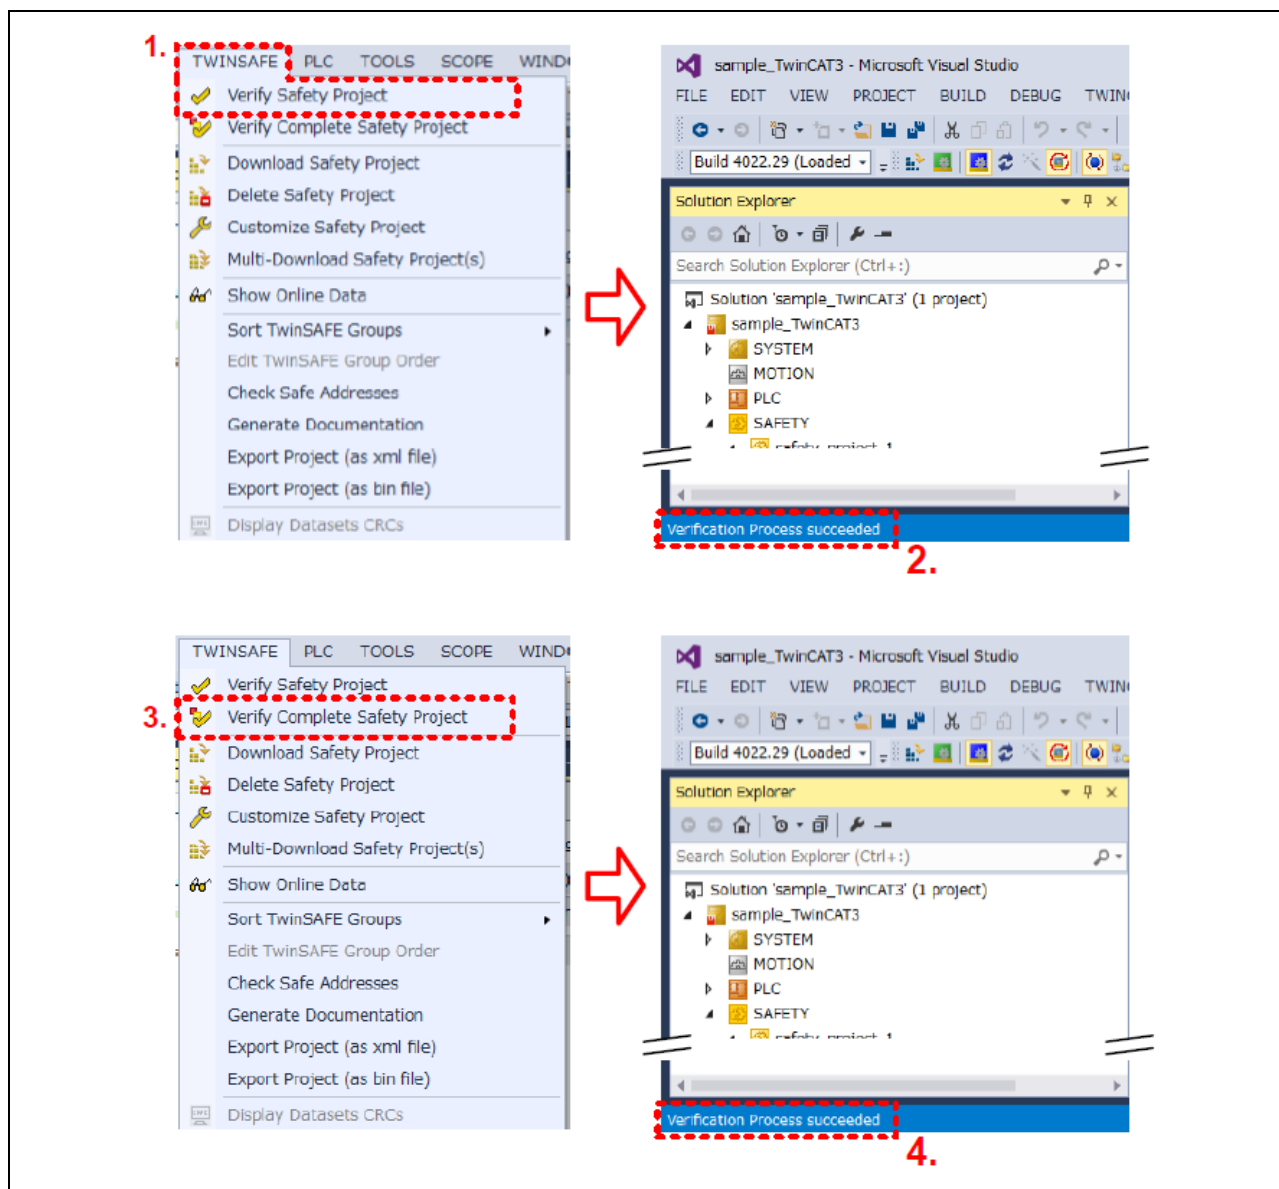 1.
TWINSAFE PLC TOOLS SCOPE WIND
Verify Safety Project
Verify Complete Safety Project
Download Safety Project
Delete Safety Project
Customize Safety Project
Multi-Download Safety Project(s)
Show Online Data
Sort TwinSAFE Groups
Edit TwinSAFE Group Order
Check Safe Addresses
Generate Documentation
Export Project (as xml file)
Export Project (as bin file)
Display Datasets CRCs
sample_TwinCAT3 - Microsoft Visual Studio
FILE EDIT VIEW PROJECT BUILD DEBUG TWIN
Build 4022.29 (Loaded
Solution Explorer
Search Solution Explorer (Ctrl+:)
Solution 'sample_TwinCAT3' (1 project)
sample_TwinCAT3
SYSTEM
MOTION
PLC
SAFETY
safety_project_1
Verification Process succeeded
2.
TWINSAFE PLC TOOLS SCOPE WIND
Verify Safety Project
3.
Verify Complete Safety Project
Download Safety Project
Delete Safety Project
Customize Safety Project
Multi-Download Safety Project(s)
Show Online Data
Sort TwinSAFE Groups
Edit TwinSAFE Group Order
Check Safe Addresses
Generate Documentation
Export Project (as xml file)
Export Project (as bin file)
Display Datasets CRCs
sample_TwinCAT3 - Microsoft Visual Studio
FILE EDIT VIEW PROJECT BUILD DEBUG TWIN
Build 4022.29 (Loaded
Solution Explorer
Search Solution Explorer (Ctrl+:)
Solution 'sample_TwinCAT3' (1 project)
sample_TwinCAT3
SYSTEM
MOTION
PLC
SAFETY
safety_project_1
Verification Process succeeded
4.